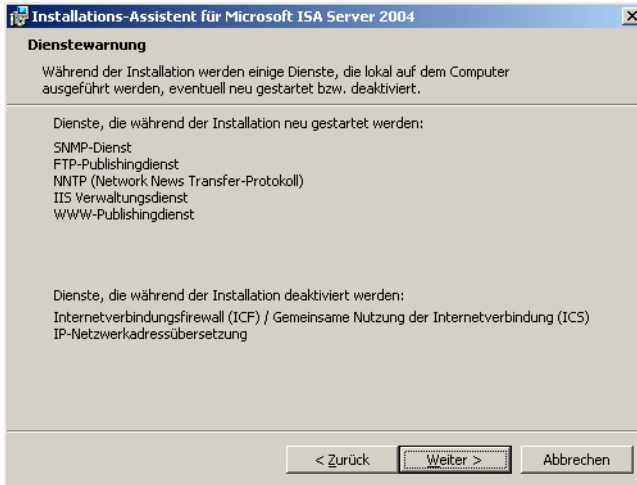 Installations-Assistent für Microsoft ISA Server 2004
Dienstewarnung
Während der Installation werden einige Dienste, die lokal auf dem Computer
ausgeführt werden, eventuell neu gestartet bzw. deaktiviert.
Dienste, die während der Installation neu gestartet werden:
SNMP-Dienst
FTP-Publishingdienst
NNTP (Network News Transfer-Protokoll)
IIS Verwaltungsdienst
WWW-Publishingdienst
Dienste, die während der Installation deaktiviert werden:
Internetverbindungsfirewall (ICF) / Gemeinsame Nutzung der Internetverbindung (ICS)
IP-Netzwerkadressübersetzung
< Zurück Weiter > Abbrechen